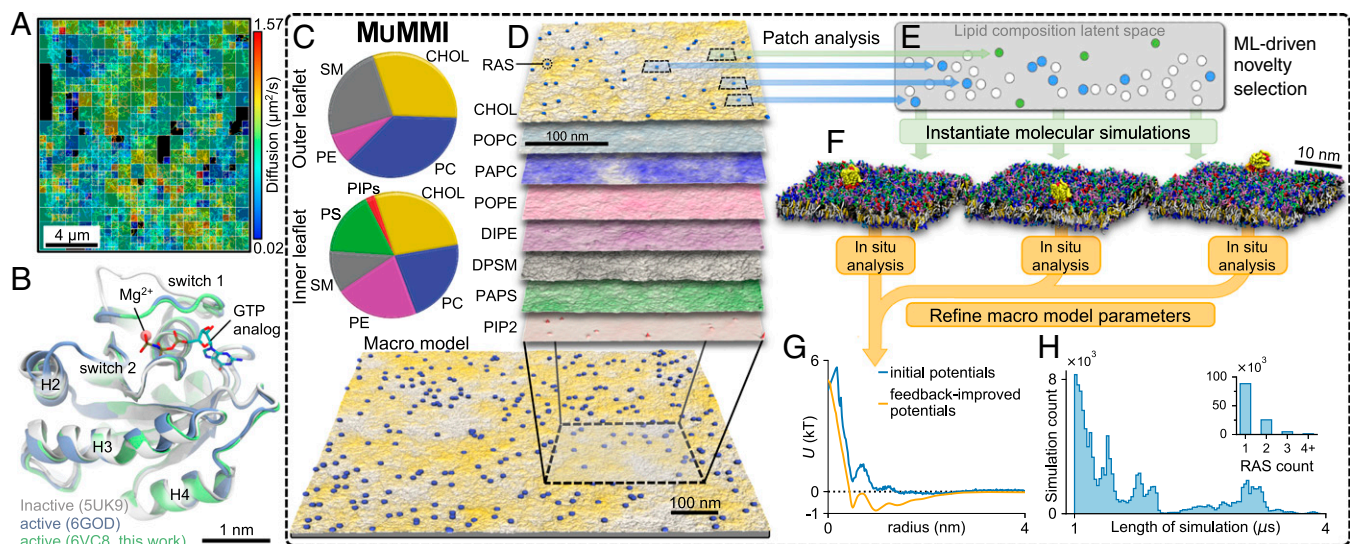 A
1.57
Diffusion (µm²/s)
0.02
4 µm
B
switch 1
Mg2+
GTP
analog
switch 2
H2
H3
H4
Inactive (5UK9)
active (6GOD)
active (6VC8, this work)
1 nm
C
MuMMI
Outer leaflet
SM
CHOL
PE
PC
Inner leaflet
PIPs
CHOL
PS
SM
PE
PC
D
RAS
CHOL
100 nm
POPC
PAPC
POPE
DIPE
DPSM
PAPS
PIP2
Macro model
100 nm
Patch analysis
E
Lipid composition latent space
ML-driven
novelty
selection
Instantiate molecular simulations
F
10 nm
In situ
analysis
In situ
analysis
In situ
analysis
Refine macro model parameters
G
6
U (kT)
0
-1
0
radius (nm)
4
initial potentials
feedback-improved
potentials
H
×10³
8
Simulation count
0
1
Length of simulation (µs)
4
×10³
100
50
0
1 2 3 4+
RAS count